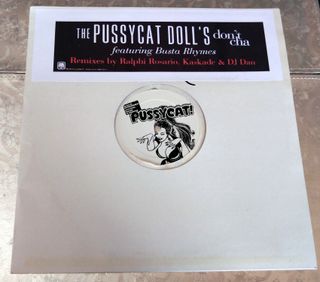 THE PUSSYCAT DOLL'S don't cha
featuring Busta Rhymes
Remixes by Ralphi Rosario, Kaskade & DJ Dan
PUSSYCAT!